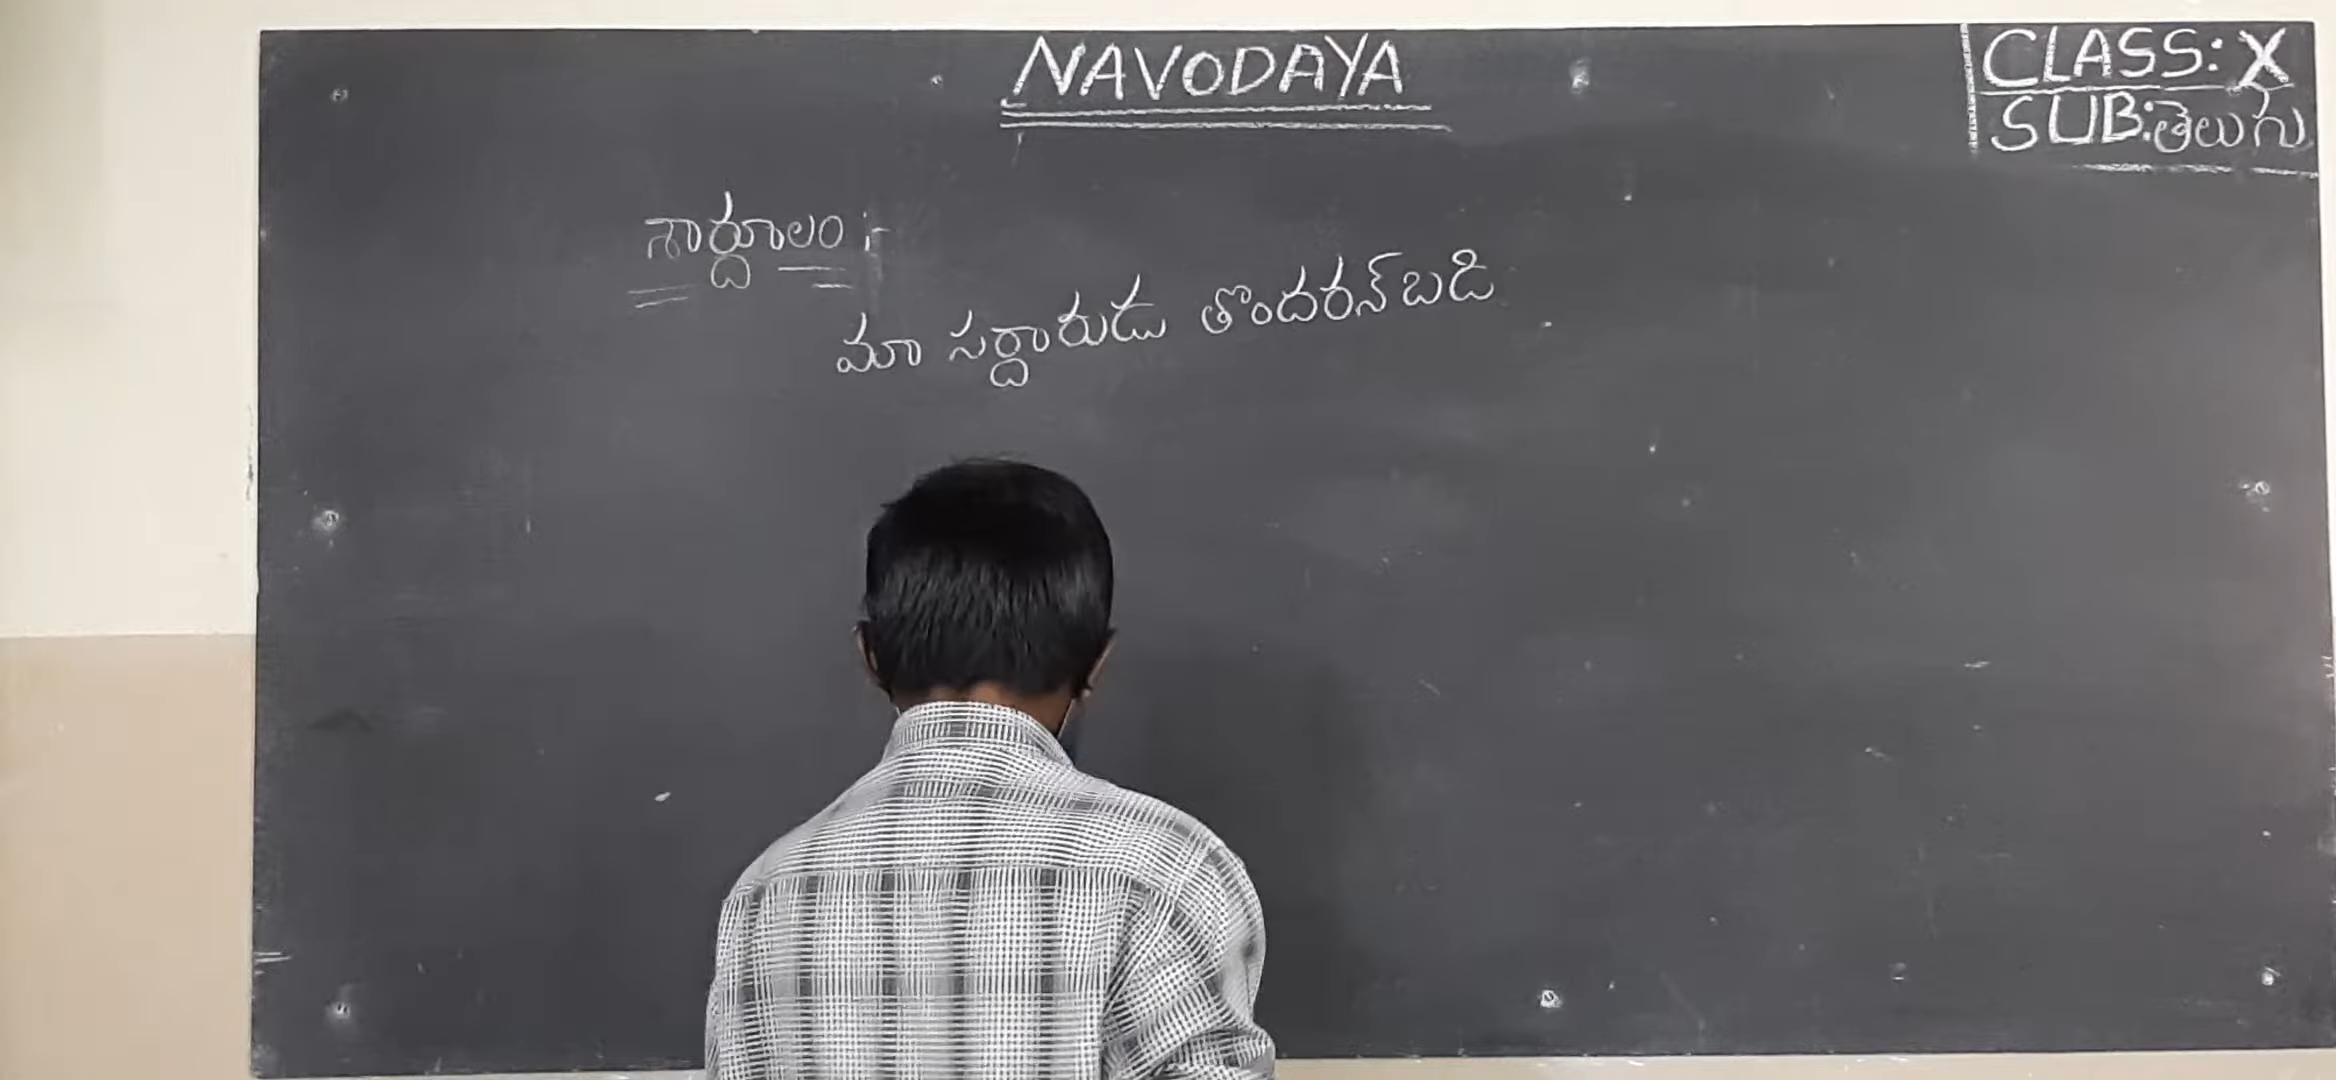 NAVODAYA
CLASS: X
SUB: తెలుగు
శార్దూలం :-
మా సర్దారుడు తొందరన్ బడి